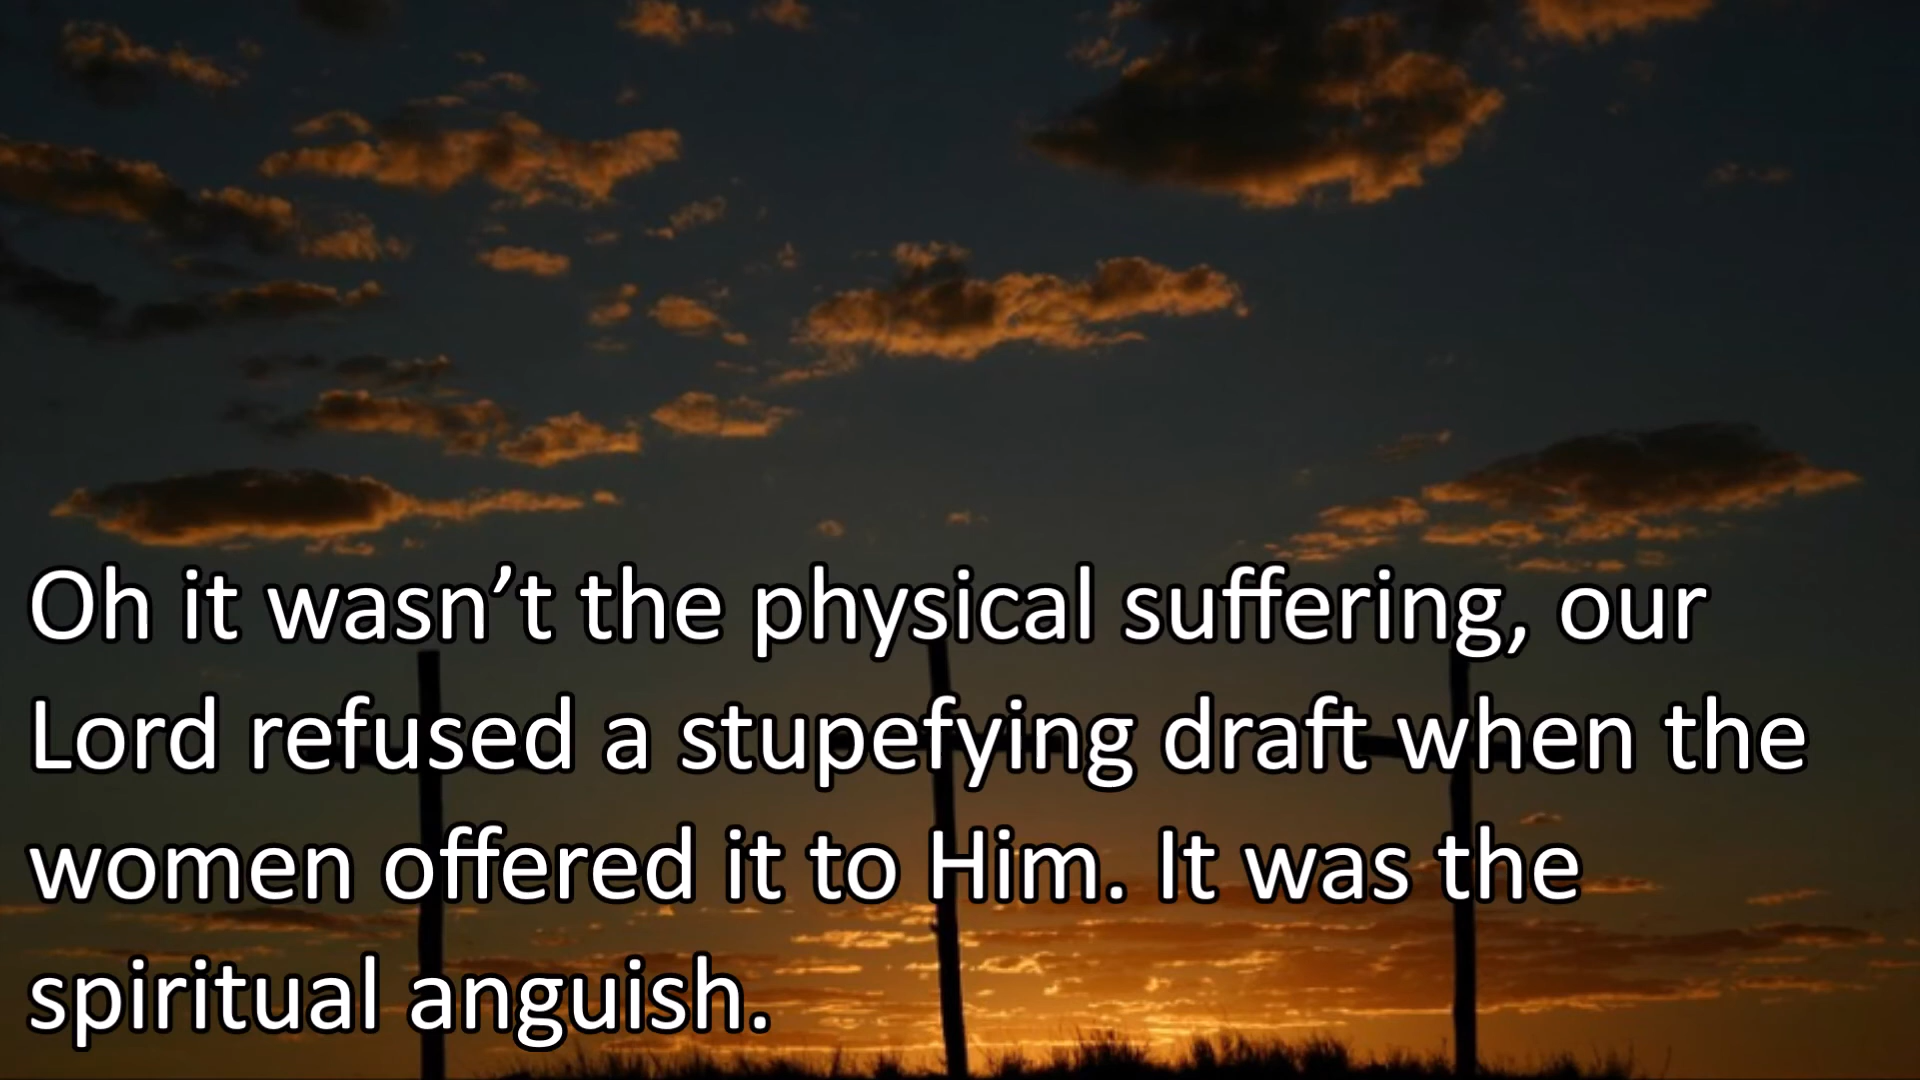 Oh it wasn’t the physical suffering, our
Lord refused a stupefying draft when the
women offered it to Him. It was the
spiritual anguish.